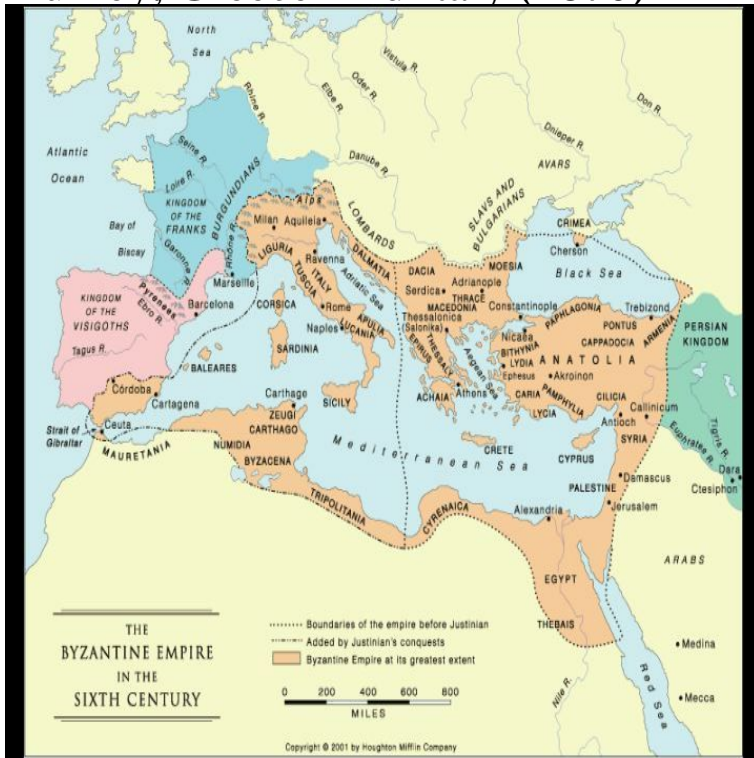 North
Sea
Atlantic
Ocean
Bay of
Biscay
Rhine R.
Elbe R.
Oder R.
Vistula R.
Don R.
Dnieper R.
Danube R.
AVARS
SLAVS AND
BULGARIANS
LOMBARDS
Seine R.
Loire R.
KINGDOM
OF THE
FRANKS
BURGUNDIANS
Garonne R.
Rhône R.
Marseille
Alps
Milan
Aquileia
LIGURIA
Ravenna
TUSCIA
ITALY
DALMATIA
Adriatic Sea
CORSICA
Rome
Naples
APULIA
LUCANIA
SARDINIA
SICILY
KINGDOM
OF THE
VISIGOTHS
Pyrenees
Ebro R.
Barcelona
Tagus R.
BALEARES
Córdoba
Cartagena
Strait of
Gibraltar
Ceuta
MAURETANIA
Carthage
ZEUGI
CARTHAGO
NUMIDIA
BYZACENA
TRIPOLITANIA
CYRENAICA
Mediterranean Sea
CRIMEA
Cherson
Black Sea
DACIA
MOESIA
Serdica
Adrianople
THRACE
MACEDONIA
Constantinople
Thessalonica
(Salonika)
EPIRUS
THESSALY
Aegean Sea
ACHAIA
Athens
Nicaea
BITHYNIA
PAPHLAGONIA
Trebizond
PONTUS
ARMENIA
CAPPADOCIA
LYDIA
ANATOLIA
Ephesus
Akroinon
CARIA
PAMPHYLIA
CILICIA
LYCIA
Callinicum
Antioch
SYRIA
CRETE
CYPRUS
PERSIAN
KINGDOM
Euphrates R.
Tigris R.
Dara
Ctesiphon
Damascus
PALESTINE
Jerusalem
Alexandria
EGYPT
THEBAIS
Nile R.
Red Sea
ARABS
Medina
Mecca
THE
BYZANTINE EMPIRE
IN THE
SIXTH CENTURY
Boundaries of the empire before Justinian
Added by Justinian's conquests
Byzantine Empire at its greatest extent
0 200 400 600 800
MILES
Copyright © 2001 by Houghton Mifflin Company